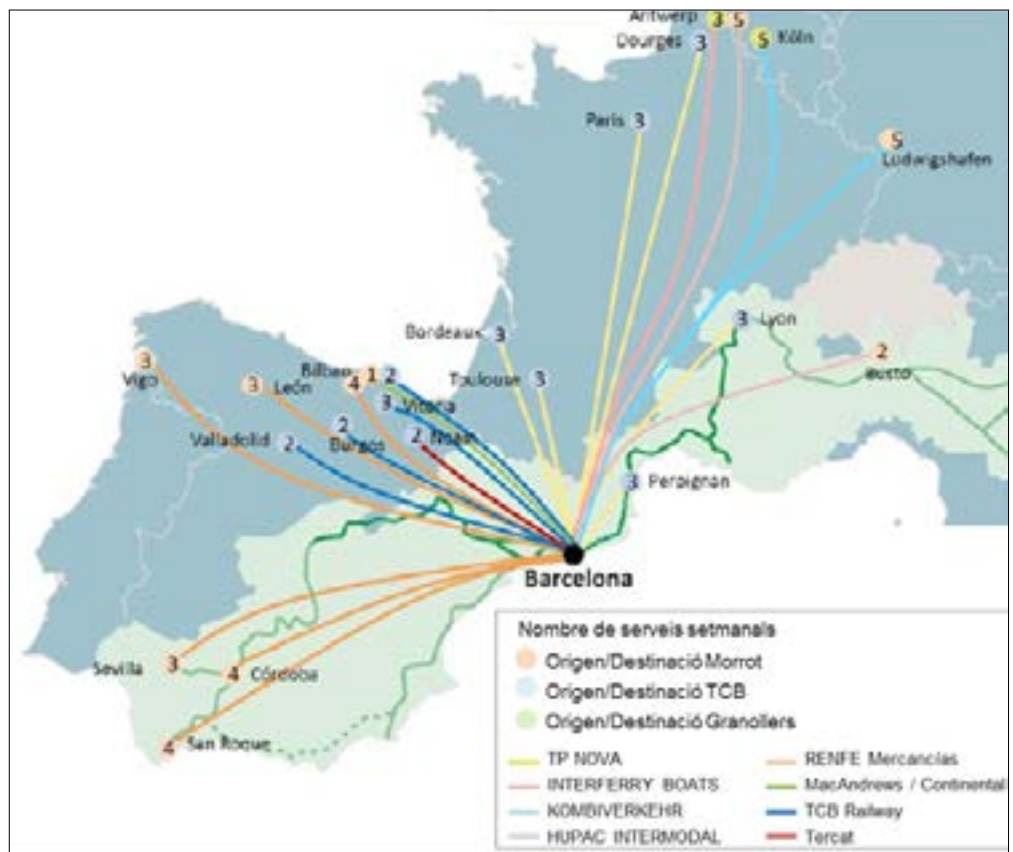 Antwerp 3 5
Dourges 3
5 Köln
Paris 3
5
Ludwigshafen
Bordeaux 3
3 Lyon
2
Busto
3
Vigo
3 León
Bilbao 1 2
4
3 Vitoria
Toulouse 3
2
Burgos
Valladolid 2
2 Noain
3 Perpignan
Barcelona
Sevilla 3
4 Córdoba
4 San Roque
Nombre de serveis setmanals
Origen/Destinació Morrot
Origen/Destinació TCB
Origen/Destinació Granollers
TP NOVA
INTERFERRY BOATS
KOMBIVERKEHR
HUPAC INTERMODAL
RENFE Mercancías
MacAndrews / Continental
TCB Railway
Tercat